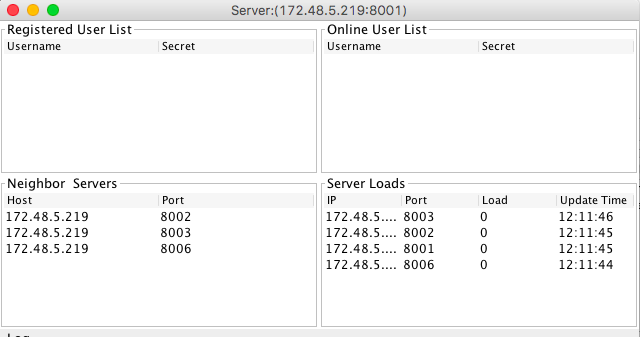 Server:(172.48.5.219:8001)
Registered User List
Username Secret
Online User List
Username Secret
Neighbor Servers
Host Port
172.48.5.219 8002
172.48.5.219 8003
172.48.5.219 8006
Server Loads
IP Port Load Update Time
172.48.5.... 8003 0 12:11:46
172.48.5.... 8002 0 12:11:45
172.48.5.... 8001 0 12:11:45
172.48.5.... 8006 0 12:11:44